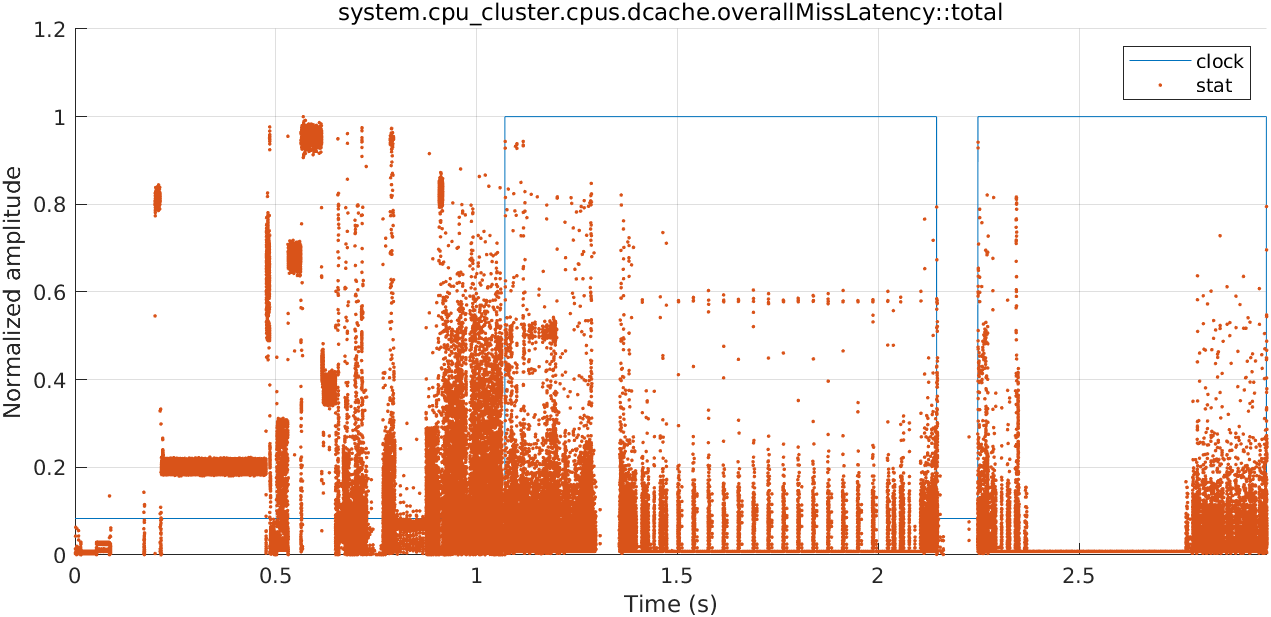 system.cpu_cluster.cpus.dcache.overallMissLatency::total
1.2
1
0.8
0.6
0.4
0.2
0
Normalized amplitude
clock
stat
0 0.5 1 1.5 2 2.5
Time (s)